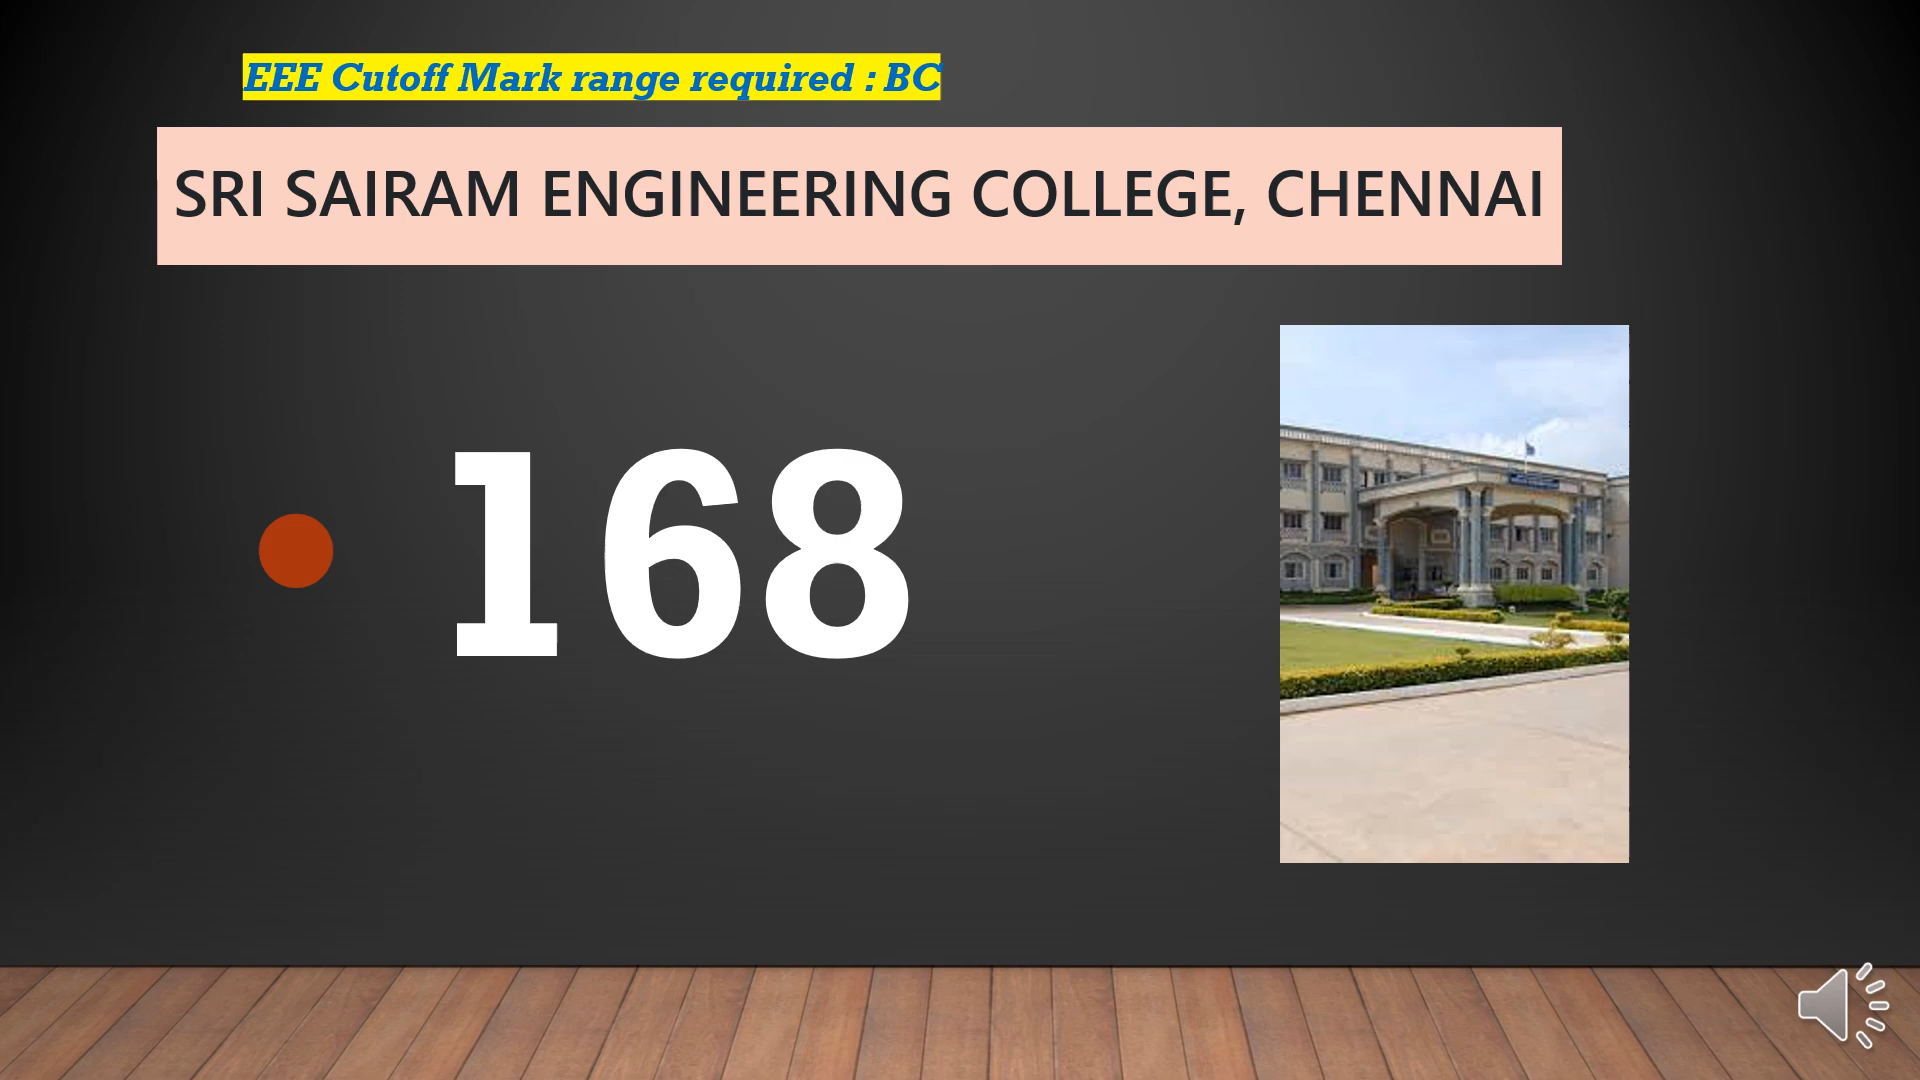 EEE Cutoff Mark range required : BC
SRI SAIRAM ENGINEERING COLLEGE, CHENNAI
168